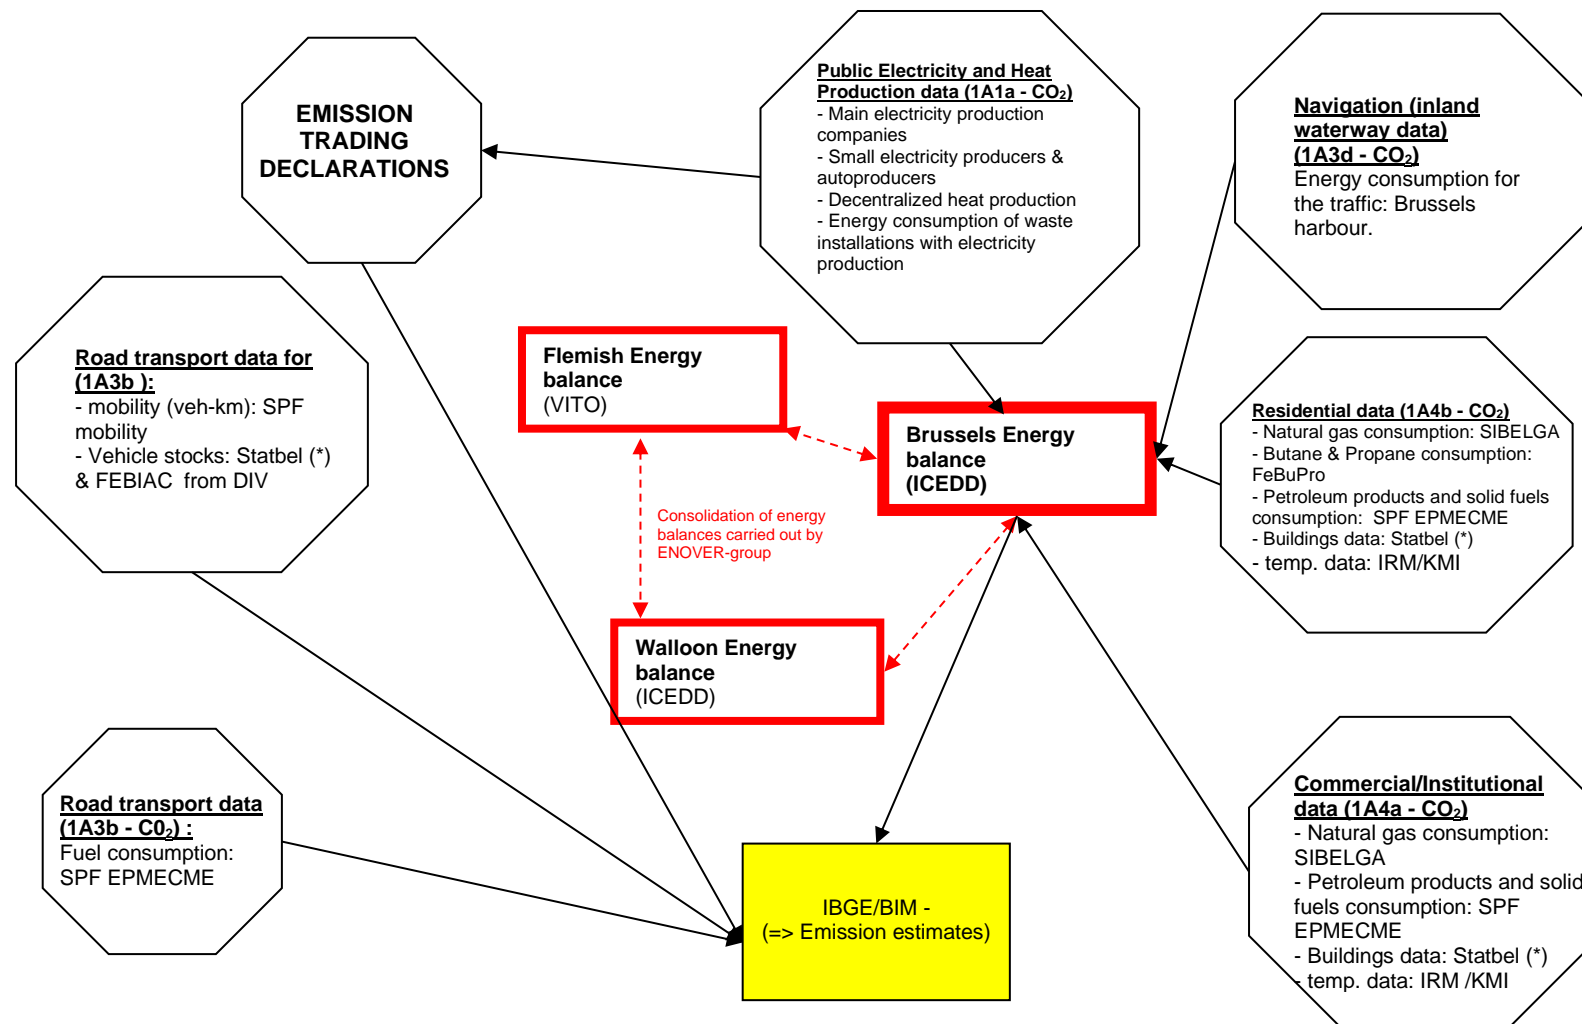 EMISSION
TRADING
DECLARATIONS
Public Electricity and Heat
Production data (1A1a - CO₂)
- Main electricity production
companies
- Small electricity producers &
autoproducers
- Decentralized heat production
- Energy consumption of waste
installations with electricity
production
Navigation (inland
waterway data)
(1A3d - CO₂)
Energy consumption for
the traffic: Brussels
harbour.
Road transport data for
(1A3b ):
- mobility (veh-km): SPF
mobility
- Vehicle stocks: Statbel (*)
& FEBIAC  from DIV
Flemish Energy
balance
(VITO)
Brussels Energy
balance
(ICEDD)
Residential data (1A4b - CO₂)
- Natural gas consumption: SIBELGA
- Butane & Propane consumption:
FeBuPro
- Petroleum products and solid fuels
consumption:  SPF EPMECME
- Buildings data: Statbel (*)
- temp. data: IRM/KMI
Consolidation of energy
balances carried out by
ENOVER-group
Walloon Energy
balance
(ICEDD)
Road transport data
(1A3b - C0₂) :
Fuel consumption:
SPF EPMECME
IBGE/BIM -
(=> Emission estimates)
Commercial/Institutional
data (1A4a - CO₂)
- Natural gas consumption:
SIBELGA
- Petroleum products and solid
fuels consumption: SPF
EPMECME
- Buildings data: Statbel (*)
- temp. data: IRM /KMI